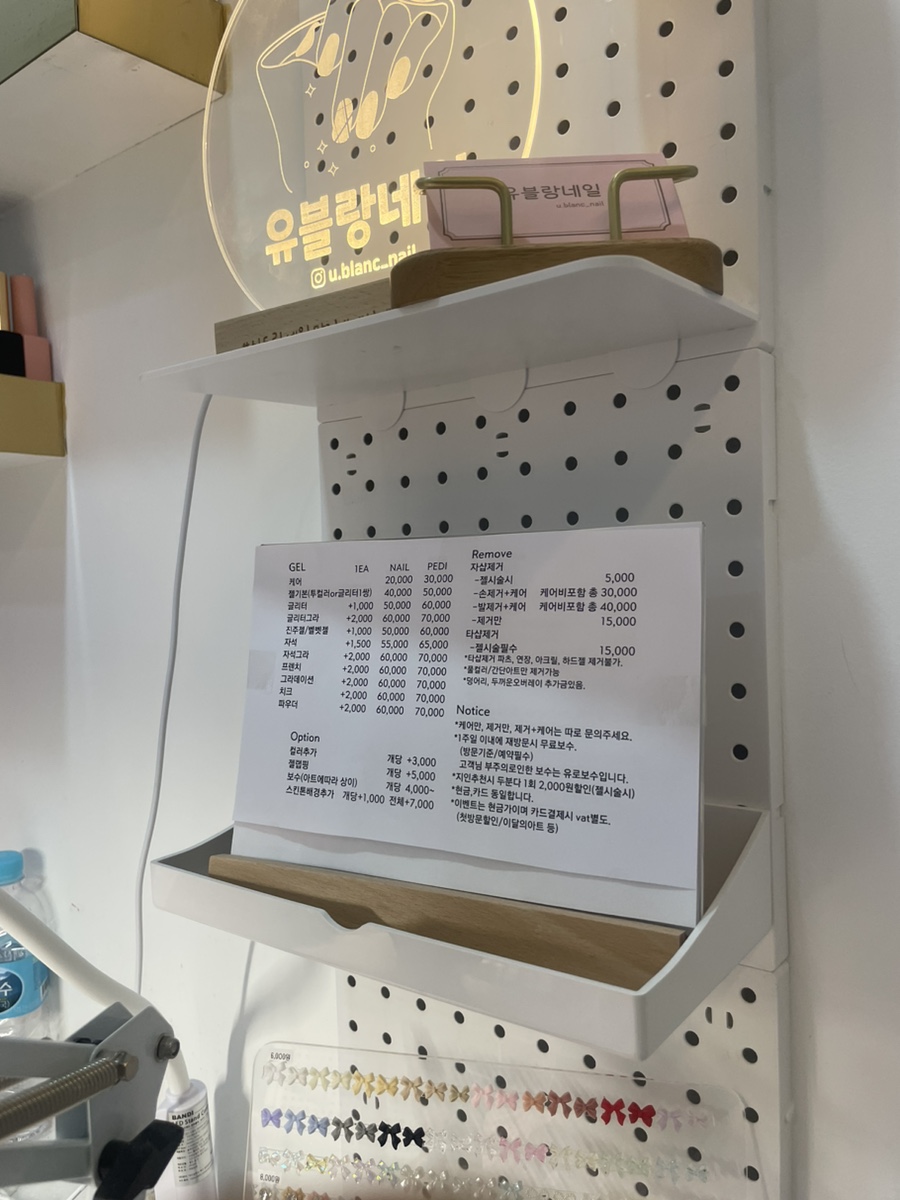 유블랑네
u.blanc_nail
유블랑네일
u.blanc_nail
GEL 1EA NAIL PEDI
케어 20,000 30,000
젤기본(투컬러or글리터1쌍) 40,000 50,000
글리터 +1,000 50,000 60,000
글리터그라 +2,000 60,000 70,000
진주젤/벨벳젤 +1,000 50,000 60,000
자석 +1,500 55,000 65,000
자석그라 +2,000 60,000 70,000
프렌치 +2,000 60,000 70,000
그라데이션 +2,000 60,000 70,000
치크 +2,000 60,000 70,000
파우더 +2,000 60,000 70,000
Option
컬러추가 개당 +3,000
젤랩핑 개당 +5,000
보수(아트에따라 상이) 개당 4,000~
스킨톤배경추가 개당+1,000 전체+7,000
Remove
자샵제거
-젤시술시 5,000
-손제거+케어 케어비포함 총 30,000
-발제거+케어 케어비포함 총 40,000
-제거만 15,000
타샵제거
-젤시술필수 15,000
*타샵제거 파츠, 연장, 아크릴, 하드젤 제거불가.
*풀컬러/간단아트만 제거가능
*덩어리, 두꺼운오버레이 추가금있음.
Notice
*케어만, 제거만, 제거+케어는 따로 문의주세요.
*1주일 이내에 재방문시 무료보수.
(방문기준/예약필수)
고객님 부주의로인한 보수는 유로보수입니다.
*지인추천시 두분다 1회 2,000원할인(젤시술시)
*현금,카드 동일합니다.
*이벤트는 현금가이며 카드결제시 vat별도.
(첫방문할인/이달의아트 등)
수
BANDI
6,000원
6,000원